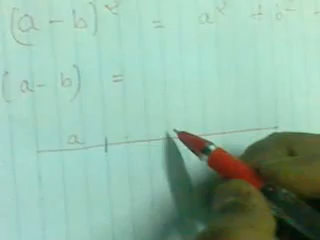 (a - b)² = a² + b² -
(a - b) =
a